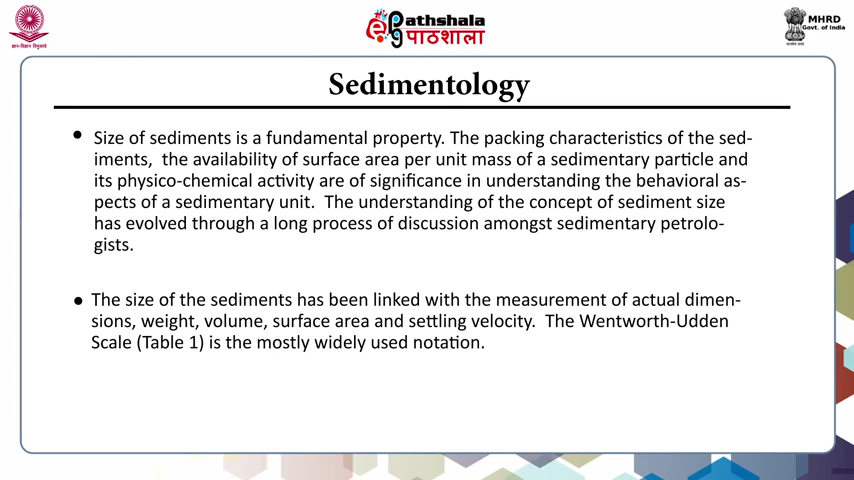 ज्ञान-विज्ञान विमुक्तये
ePathshala
पाठशाला
MHRD
Govt. of India
Sedimentology
• Size of sediments is a fundamental property. The packing characteristics of the sed-
iments,  the availability of surface area per unit mass of a sedimentary particle and
its physico-chemical activity are of significance in understanding the behavioral as-
pects of a sedimentary unit.  The understanding of the concept of sediment size
has evolved through a long process of discussion amongst sedimentary petrolo-
gists.
• The size of the sediments has been linked with the measurement of actual dimen-
sions, weight, volume, surface area and settling velocity.  The Wentworth-Udden
Scale (Table 1) is the mostly widely used notation.